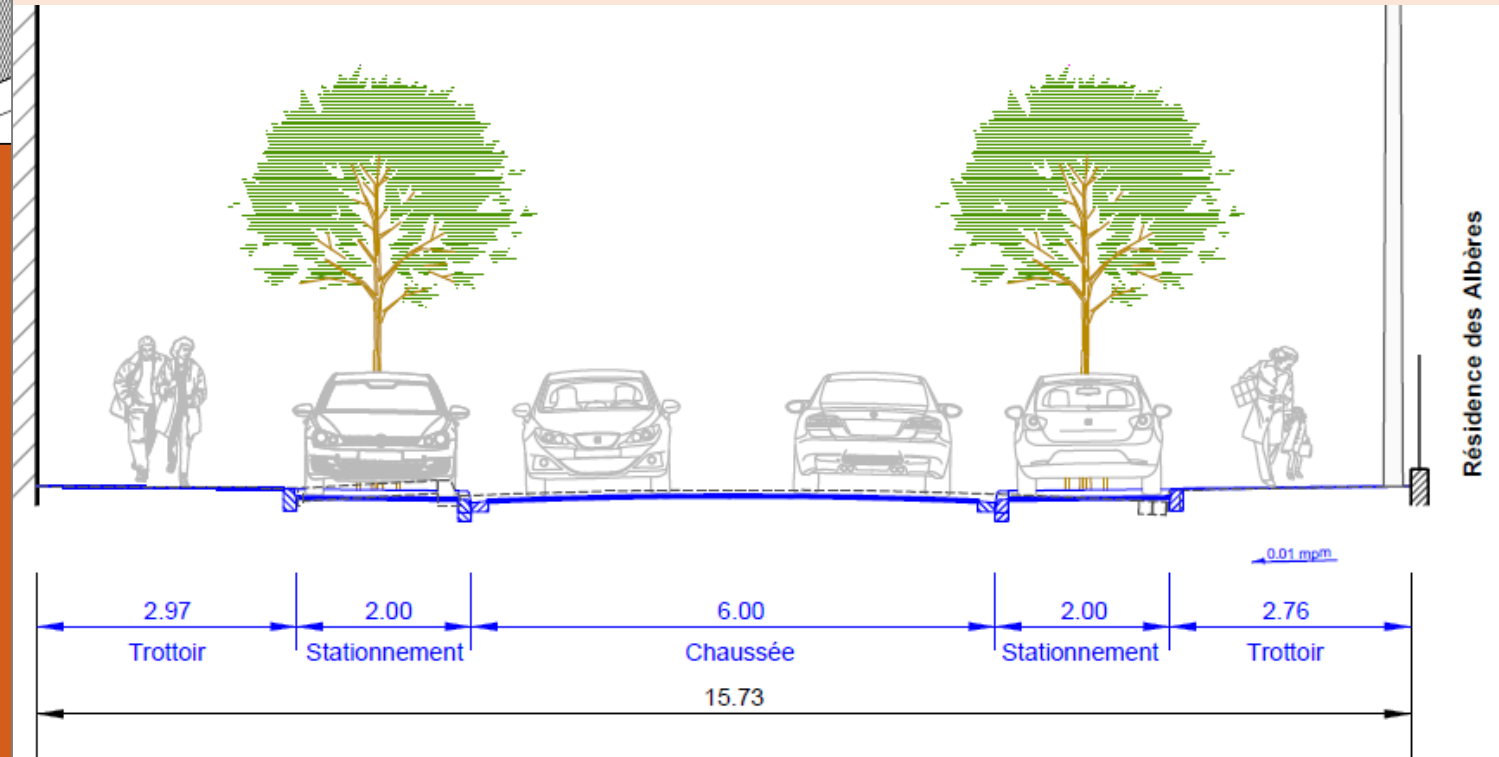 Résidence des Albères
0.01 mpm
2.97 2.00 6.00 2.00 2.76
Trottoir Stationnement Chaussée Stationnement Trottoir
15.73